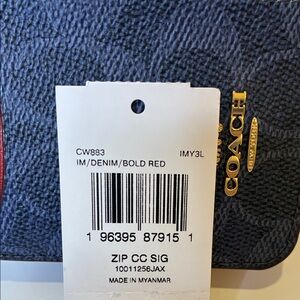 CW883 IMY3L
IM/DENIM/BOLD RED
1 96395 87915 1
ZIP CC SIG
10011256JAX
MADE IN MYANMAR
COACH